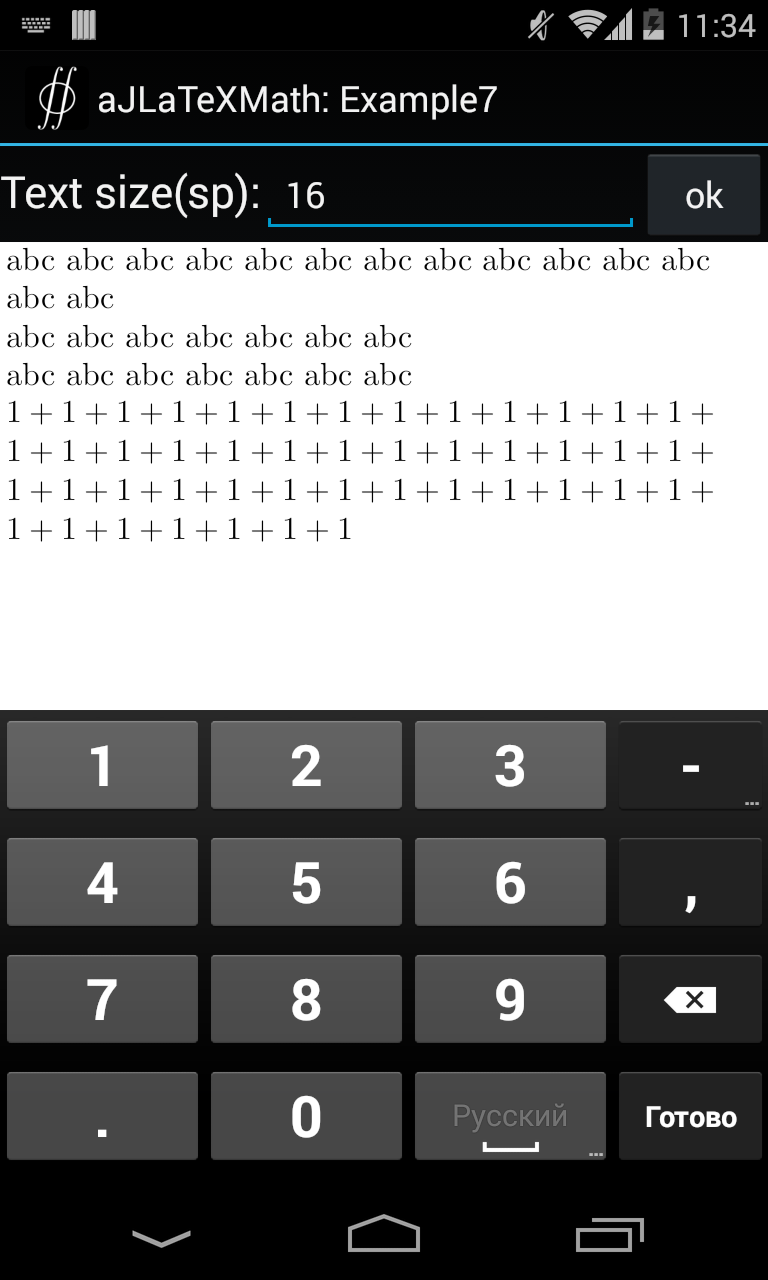 11:34
aJLaTeXMath: Example7
Text size(sp): 16 ok
abc abc abc abc abc abc abc abc abc abc abc abc
abc abc
abc abc abc abc abc abc abc
abc abc abc abc abc abc abc
1 + 1 + 1 + 1 + 1 + 1 + 1 + 1 + 1 + 1 + 1 + 1 + 1 +
1 + 1 + 1 + 1 + 1 + 1 + 1 + 1 + 1 + 1 + 1 + 1 + 1 +
1 + 1 + 1 + 1 + 1 + 1 + 1 + 1 + 1 + 1 + 1 + 1 + 1 +
1 + 1 + 1 + 1 + 1 + 1 + 1
1 2 3 -
4 5 6 ,
7 8 9
. 0 Русский Готово